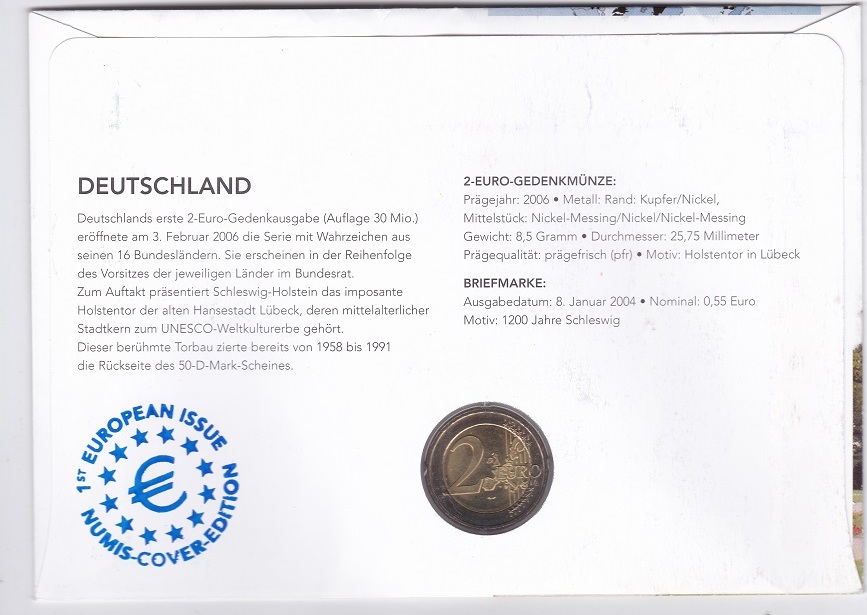 DEUTSCHLAND
Deutschlands erste 2-Euro-Gedenkausgabe (Auflage 30 Mio.)
eröffnete am 3. Februar 2006 die Serie mit Wahrzeichen aus
seinen 16 Bundesländern. Sie erscheinen in der Reihenfolge
des Vorsitzes der jeweiligen Länder im Bundesrat.
Zum Auftakt präsentiert Schleswig-Holstein das imposante
Holstentor der alten Hansestadt Lübeck, deren mittelalterlicher
Stadtkern zum UNESCO-Weltkulturerbe gehört.
Dieser berühmte Torbau zierte bereits von 1958 bis 1991
die Rückseite des 50-D-Mark-Scheines.
2-EURO-GEDENKMÜNZE:
Prägejahr: 2006 • Metall: Rand: Kupfer/Nickel,
Mittelstück: Nickel-Messing/Nickel/Nickel-Messing
Gewicht: 8,5 Gramm • Durchmesser: 25,75 Millimeter
Prägequalität: prägefrisch (pfr) • Motiv: Holstentor in Lübeck
BRIEFMARKE:
Ausgabedatum: 8. Januar 2004 • Nominal: 0,55 Euro
Motiv: 1200 Jahre Schleswig
1ST EUROPEAN ISSUE
€
NUMIS-COVER-EDITION
2 EURO